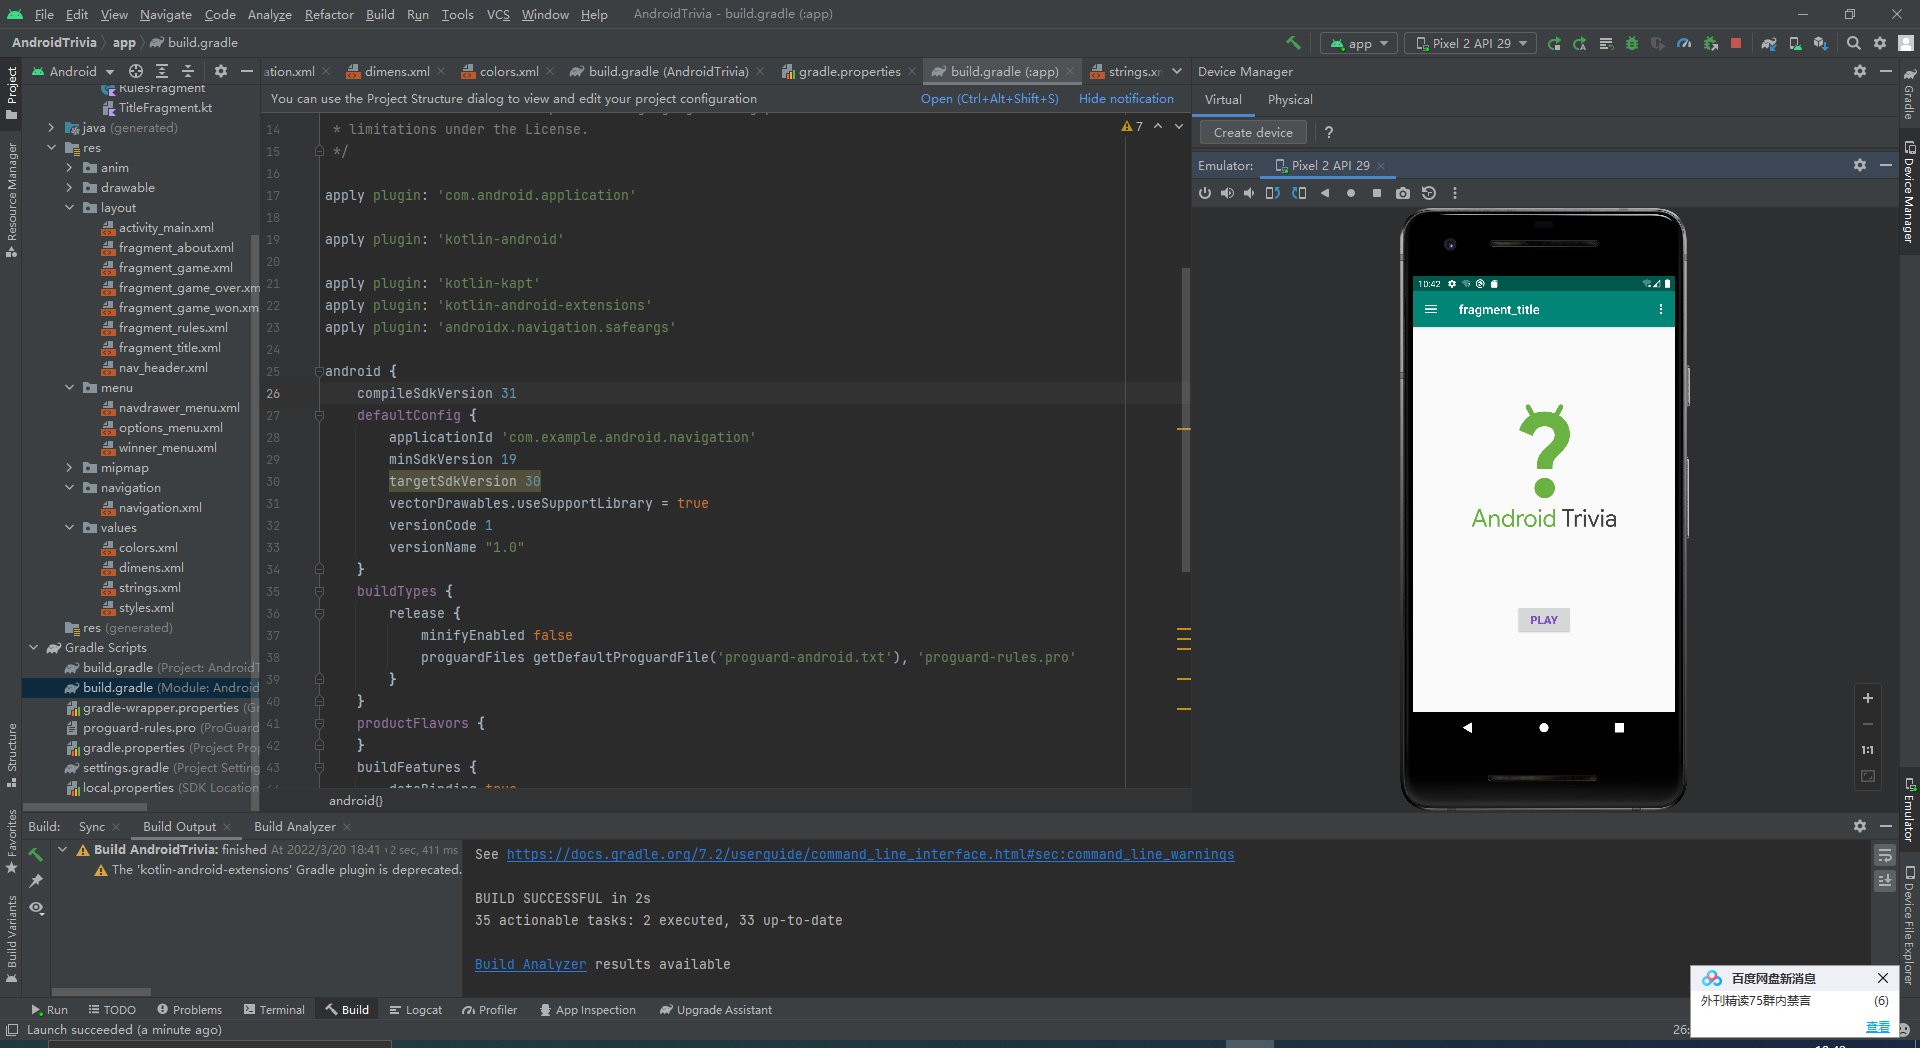 File Edit View Navigate Code Analyze Refactor Build Run Tools VCS Window Help AndroidTrivia - build.gradle (:app)
AndroidTrivia app build.gradle
app Pixel 2 API 29
Android
ation.xml dimens.xml colors.xml build.gradle (AndroidTrivia) gradle.properties build.gradle (:app) strings.xm
Device Manager
You can use the Project Structure dialog to view and edit your project configuration Open (Ctrl+Alt+Shift+S) Hide notification
Virtual Physical
Create device ?
Emulator: Pixel 2 API 29
Project
Resource Manager
Structure
Favorites
Build Variants
RulesFragment
TitleFragment.kt
java (generated)
res
anim
drawable
layout
activity_main.xml
fragment_about.xml
fragment_game.xml
fragment_game_over.xm
fragment_game_won.xm
fragment_rules.xml
fragment_title.xml
nav_header.xml
menu
navdrawer_menu.xml
options_menu.xml
winner_menu.xml
mipmap
navigation
navigation.xml
values
colors.xml
dimens.xml
strings.xml
styles.xml
res (generated)
Gradle Scripts
build.gradle (Project: AndroidT
build.gradle (Module: Android
gradle-wrapper.properties (Gr
proguard-rules.pro (ProGuard
gradle.properties (Project Prop
settings.gradle (Project Setting
local.properties (SDK Location
7
14 * limitations under the License.
15 */
16
17 apply plugin: 'com.android.application'
18
19 apply plugin: 'kotlin-android'
20
21 apply plugin: 'kotlin-kapt'
22 apply plugin: 'kotlin-android-extensions'
23 apply plugin: 'androidx.navigation.safeargs'
24
25 android {
26 compileSdkVersion 31
27 defaultConfig {
28 applicationId 'com.example.android.navigation'
29 minSdkVersion 19
30 targetSdkVersion 30
31 vectorDrawables.useSupportLibrary = true
32 versionCode 1
33 versionName "1.0"
34 }
35 buildTypes {
36 release {
37 minifyEnabled false
38 proguardFiles getDefaultProguardFile('proguard-android.txt'), 'proguard-rules.pro'
39 }
40 }
41 productFlavors {
42 }
43 buildFeatures {
dataBinding true
android{}
10:42
fragment_title
Android Trivia
PLAY
1:1
Gradle
Device Manager
Emulator
Device File Explorer
Build: Sync Build Output Build Analyzer
Build AndroidTrivia: finished At 2022/3/20 18:41 2 sec, 411 ms
The 'kotlin-android-extensions' Gradle plugin is deprecated.
See https://docs.gradle.org/7.2/userguide/command_line_interface.html#sec:command_line_warnings
BUILD SUCCESSFUL in 2s
35 actionable tasks: 2 executed, 33 up-to-date
Build Analyzer results available
百度网盘新消息
外刊精读75群内禁言 (6)
查看
Run TODO Problems Terminal Build Logcat Profiler App Inspection Upgrade Assistant
Launch succeeded (a minute ago)
26: